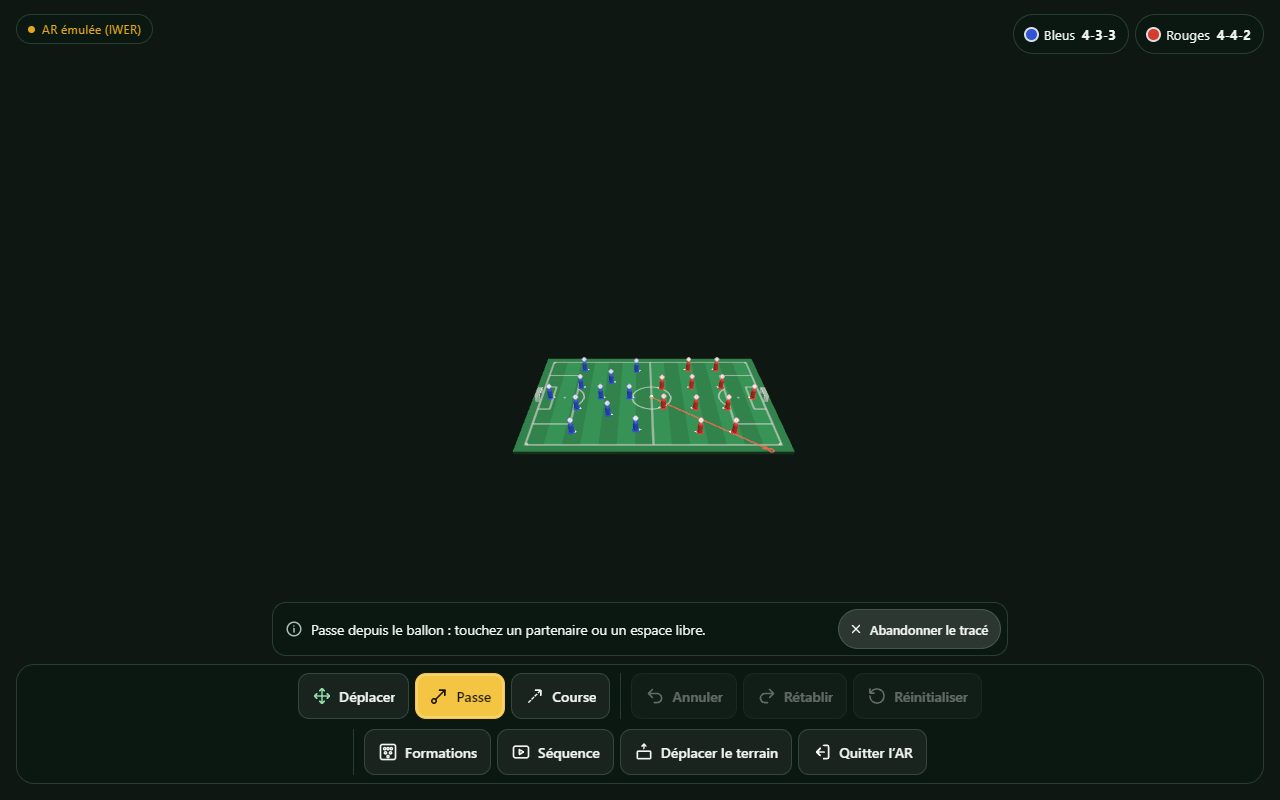 AR émulée (IWER)
Bleus 4-3-3
Rouges 4-4-2
Passe depuis le ballon : touchez un partenaire ou un espace libre.
Abandonner le tracé
Déplacer
Passe
Course
Annuler
Rétablir
Réinitialiser
Formations
Séquence
Déplacer le terrain
Quitter l’AR